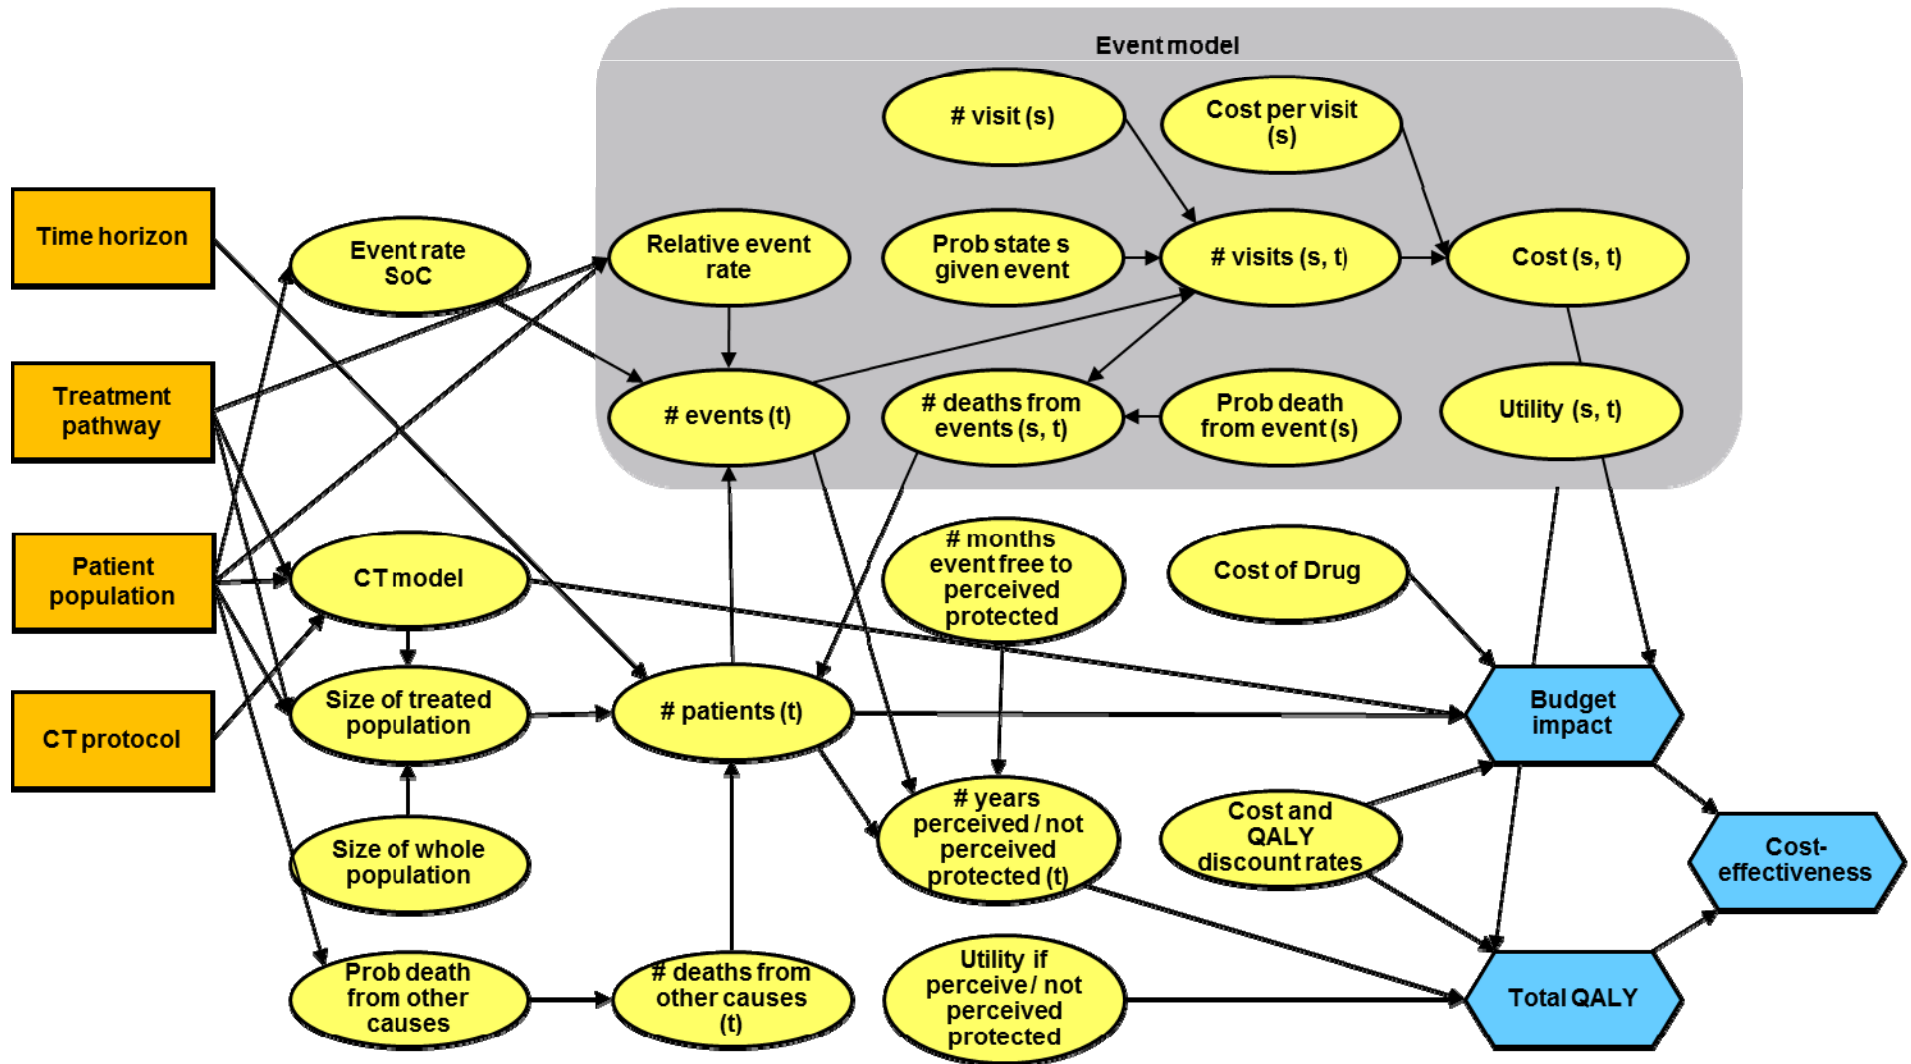 Event model
# visit (s)
Cost per visit
(s)
Time horizon
Event rate
SoC
Relative event
rate
Prob state s
given event
# visits (s, t)
Cost (s, t)
Treatment
pathway
# events (t)
# deaths from
events (s, t)
Prob death
from event (s)
Utility (s, t)
Patient
population
CT model
# months
event free to
perceived
protected
Cost of Drug
CT protocol
Size of treated
population
# patients (t)
Budget
impact
Size of whole
population
# years
perceived / not
perceived
protected (t)
Cost and
QALY
discount rates
Cost-
effectiveness
Prob death
from other
causes
# deaths from
other causes
(t)
Utility if
perceive / not
perceived
protected
Total QALY